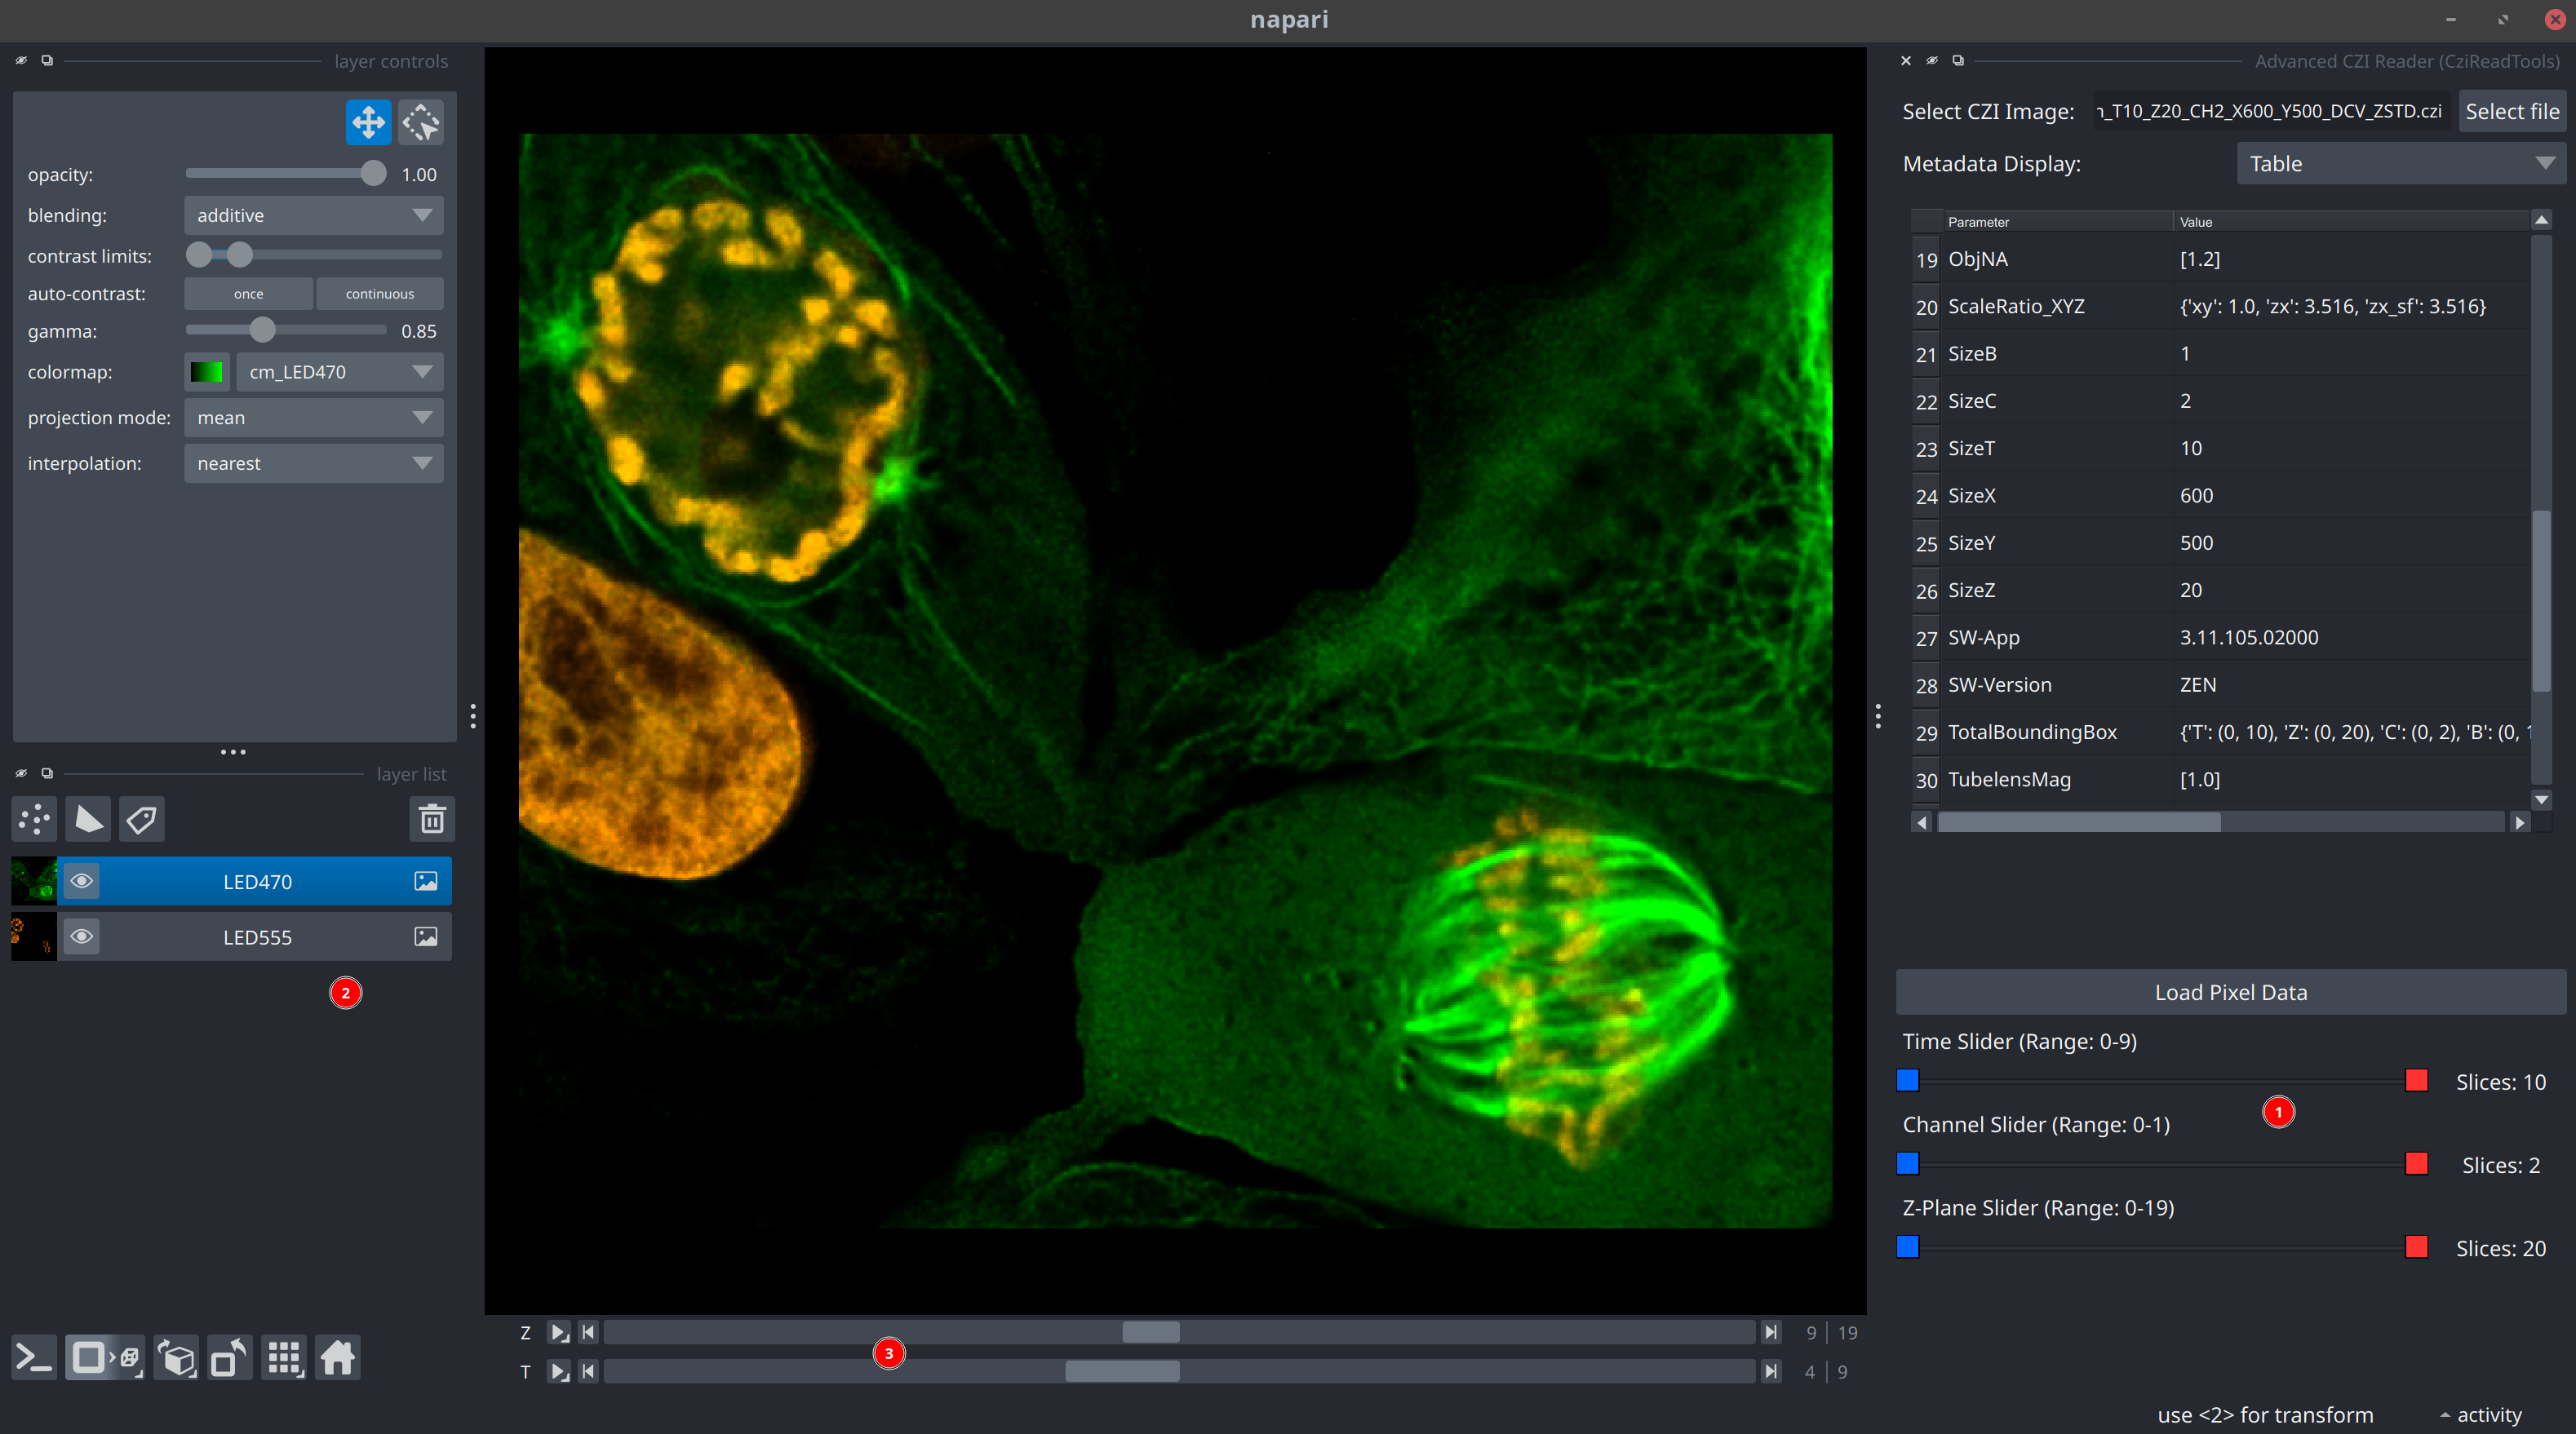 napari
layer controls
opacity:
1.00
blending:
additive
contrast limits:
auto-contrast:
once
continuous
gamma:
0.85
colormap:
cm_LED470
projection mode:
mean
interpolation:
nearest
layer list
LED470
LED555
2
Z
9 | 19
3
T
4 | 9
Advanced CZI Reader (CziReadTools)
Select CZI Image:
_T10_Z20_CH2_X600_Y500_DCV_ZSTD.czi
Select file
Metadata Display:
Table
Parameter Value
19 ObjNA [1.2]
20 ScaleRatio_XYZ {'xy': 1.0, 'zx': 3.516, 'zx_sf': 3.516}
21 SizeB 1
22 SizeC 2
23 SizeT 10
24 SizeX 600
25 SizeY 500
26 SizeZ 20
27 SW-App 3.11.105.02000
28 SW-Version ZEN
29 TotalBoundingBox {'T': (0, 10), 'Z': (0, 20), 'C': (0, 2), 'B': (0, 1
30 TubelensMag [1.0]
Load Pixel Data
Time Slider (Range: 0-9)
Slices: 10
1
Channel Slider (Range: 0-1)
Slices: 2
Z-Plane Slider (Range: 0-19)
Slices: 20
use <2> for transform
activity